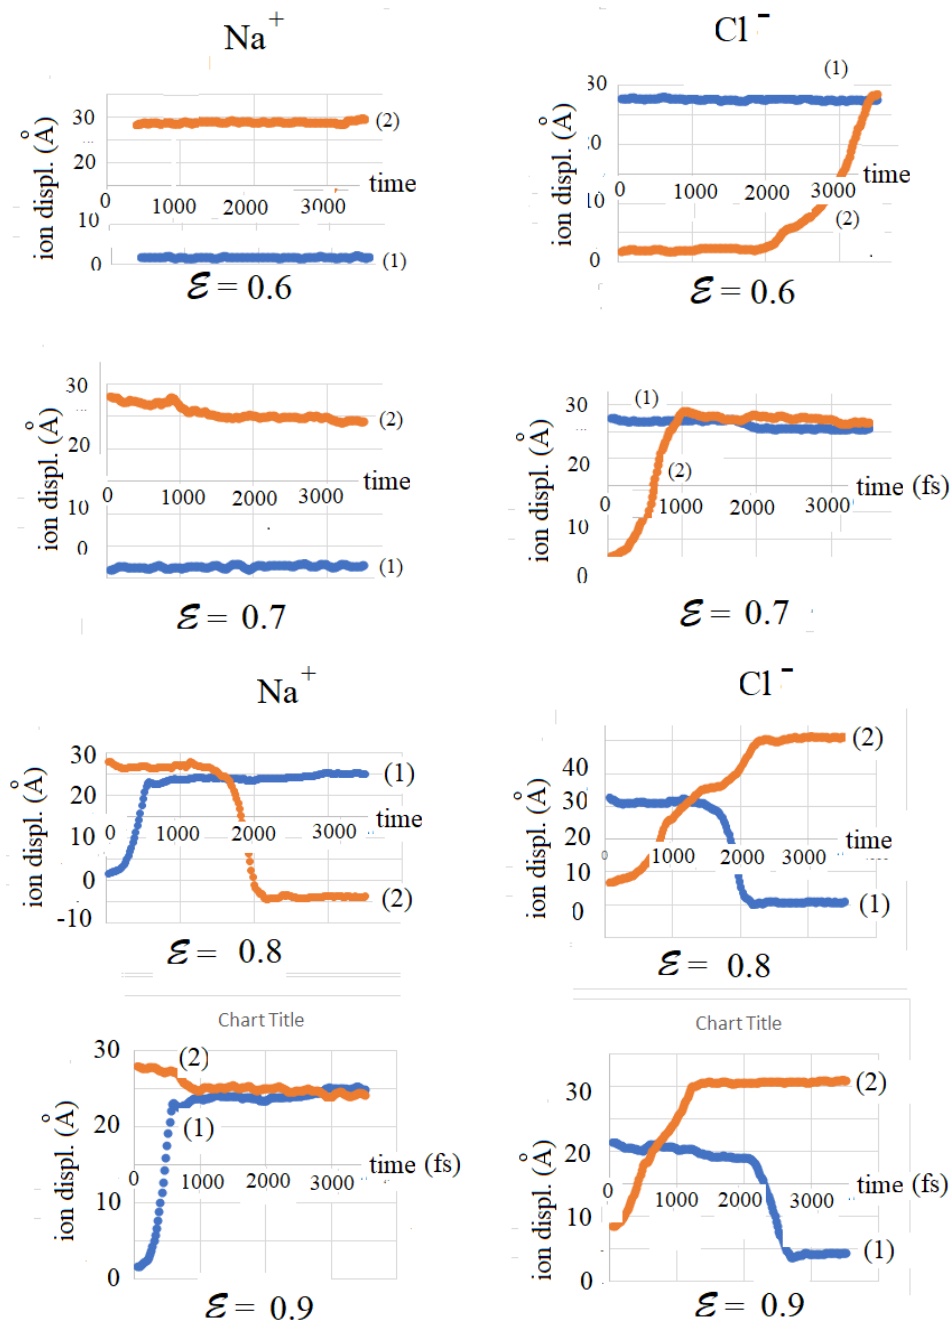 Na+
Cl-
ion displ. (Å)
30
...
20
(2)
time
0
1000
2000
3000
10
0
(1)
ℰ = 0.6
ion displ. (Å)
30
(1)
time
0
1000
2000
3000
10
(2)
0
ℰ = 0.6
ion displ. (Å)
30
20
(2)
time
0
1000
2000
3000
10
0
(1)
ℰ = 0.7
ion displ. (Å)
30
...
20
(1)
(2)
time (fs)
0
1000
2000
3000
10
0
ℰ = 0.7
Na+
Cl-
ion displ. (Å)
30
20
(1)
time
0
1000
2000
3000
10
0
-10
(2)
ℰ = 0.8
ion displ. (Å)
(2)
40
30
20
time
0
1000
2000
3000
10
0
(1)
ℰ = 0.8
Chart Title
ion displ. (Å)
30
(2)
20
(1)
time (fs)
0
1000
2000
3000
10
0
ℰ = 0.9
Chart Title
ion displ. (Å)
30
(2)
20
time (fs)
0
1000
2000
3000
10
(1)
0
ℰ = 0.9